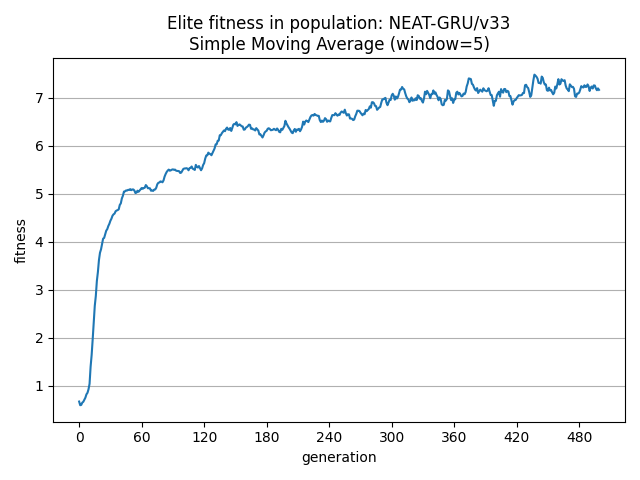 Elite fitness in population: NEAT-GRU/v33
Simple Moving Average (window=5)
fitness
7
6
5
4
3
2
1
0 60 120 180 240 300 360 420 480
generation